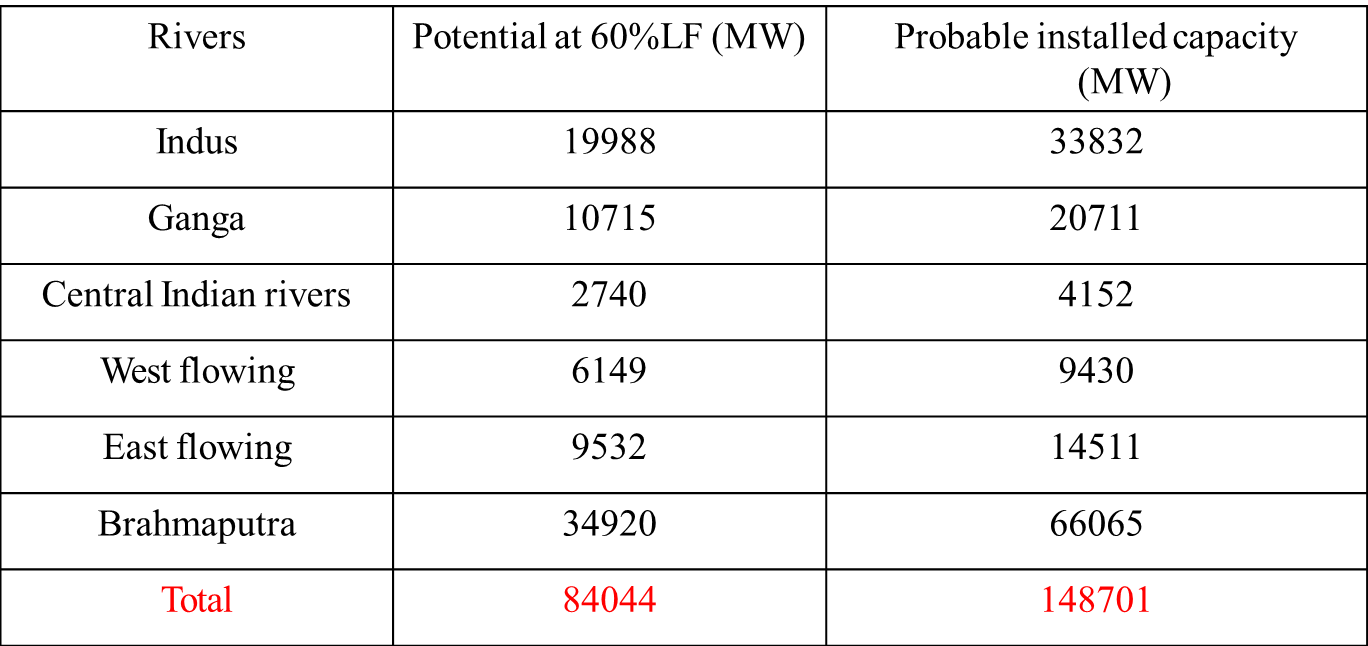 Rivers
Potential at 60%LF (MW)
Probable installed capacity
(MW)
Indus
19988
33832
Ganga
10715
20711
Central Indian rivers
2740
4152
West flowing
6149
9430
East flowing
9532
14511
Brahmaputra
34920
66065
Total
84044
148701